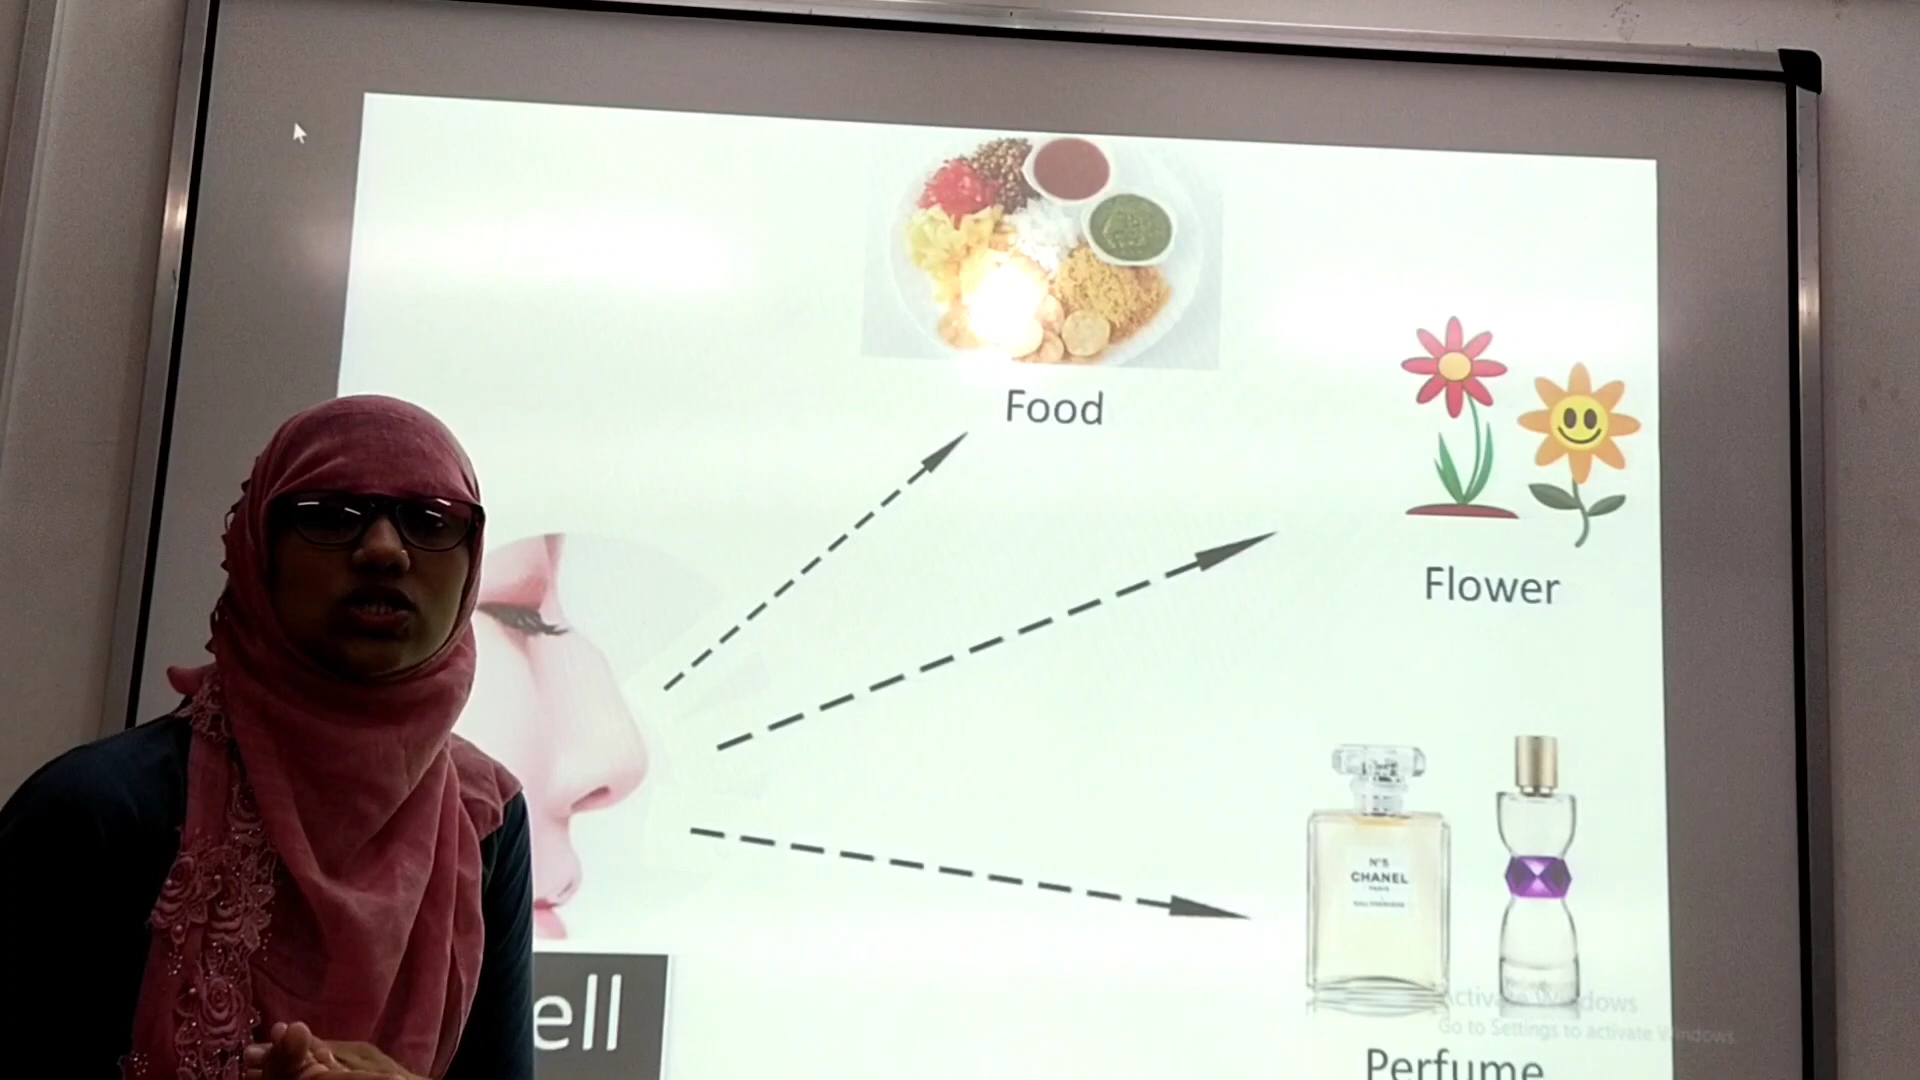 Food
Flower
N°5
CHANEL
PARIS
ell
Activate Windows
Go to Settings to activate Windows.
Perfume